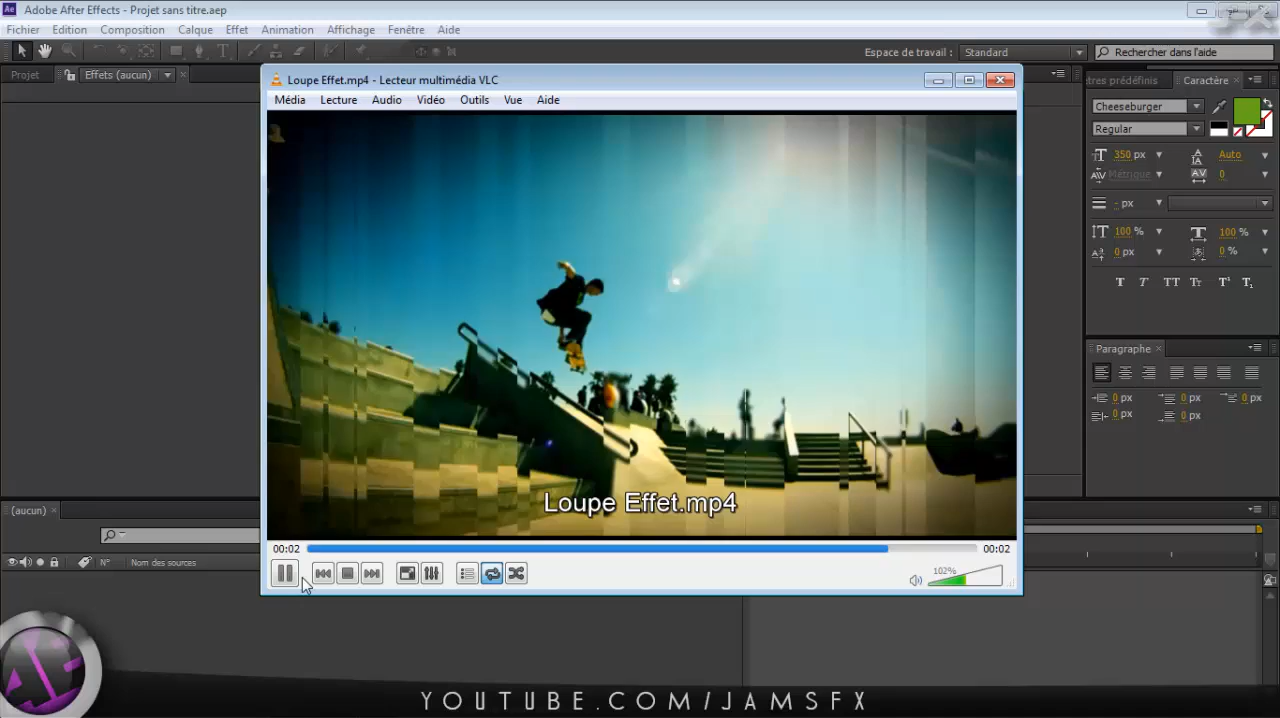 Adobe After Effects - Projet sans titre.aep
Fichier Edition Composition Calque Effet Animation Affichage Fenêtre Aide
Espace de travail : Standard
Rechercher dans l'aide
Projet
Effets (aucun)
Loupe Effet.mp4 - Lecteur multimédia VLC
Média Lecture Audio Vidéo Outils Vue Aide
Loupe Effet.mp4
00:02
00:02
102%
tres prédéfinis
Caractère
Cheeseburger
Regular
350 px
Auto
Métrique
0
- px
100 %
100 %
0 px
0 %
Paragraphe
0 px
0 px
0 px
0 px
0 px
(aucun)
N°
Nom des sources
YOUTUBE.COM/JAMSFX